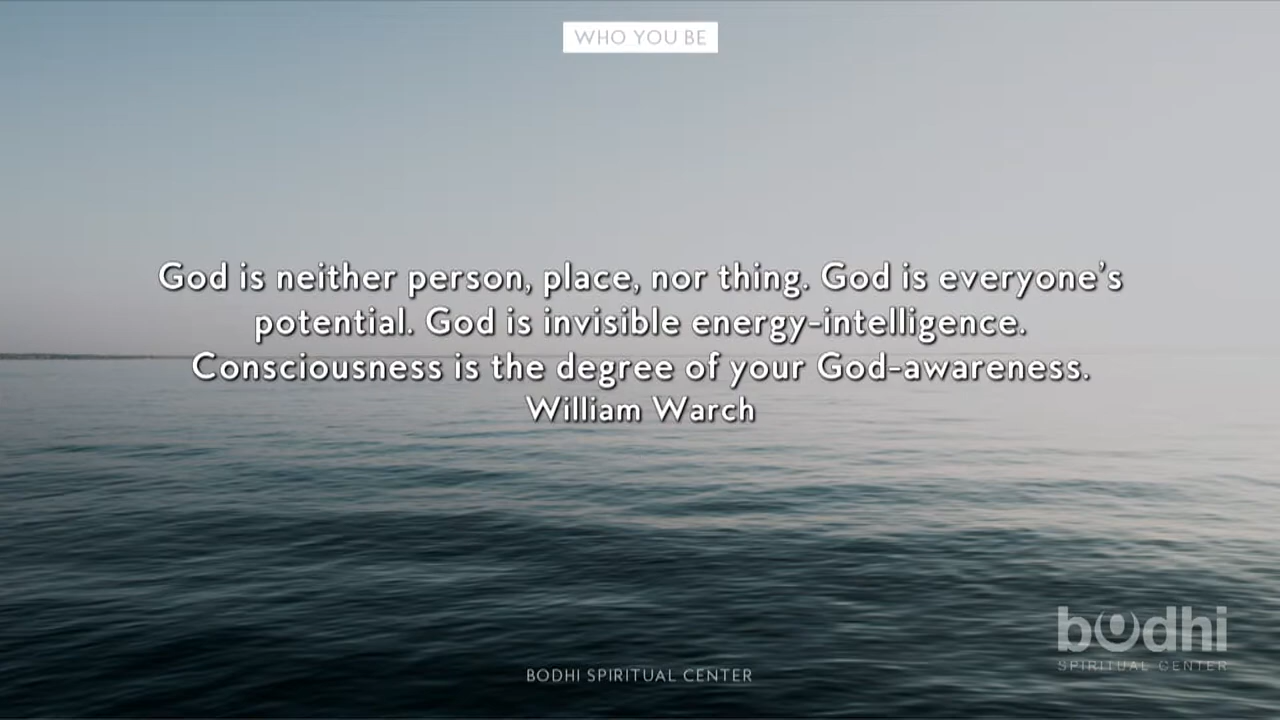 WHO YOU BE
God is neither person, place, nor thing. God is everyone's
potential. God is invisible energy-intelligence.
Consciousness is the degree of your God-awareness.
William Warch
bodhi
SPIRITUAL CENTER
BODHI SPIRITUAL CENTER